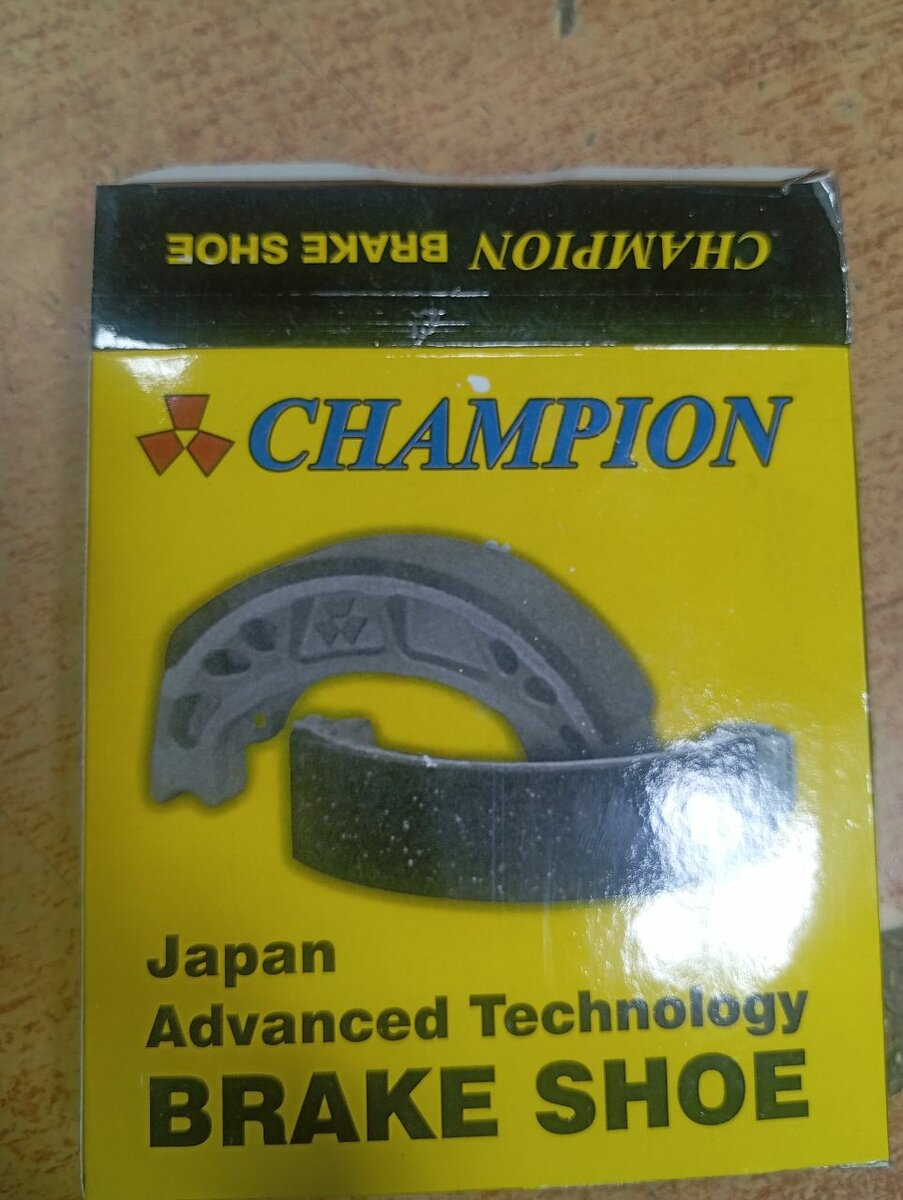 CHAMPION BRAKE SHOE
CHAMPION
Japan
Advanced Technology
BRAKE SHOE